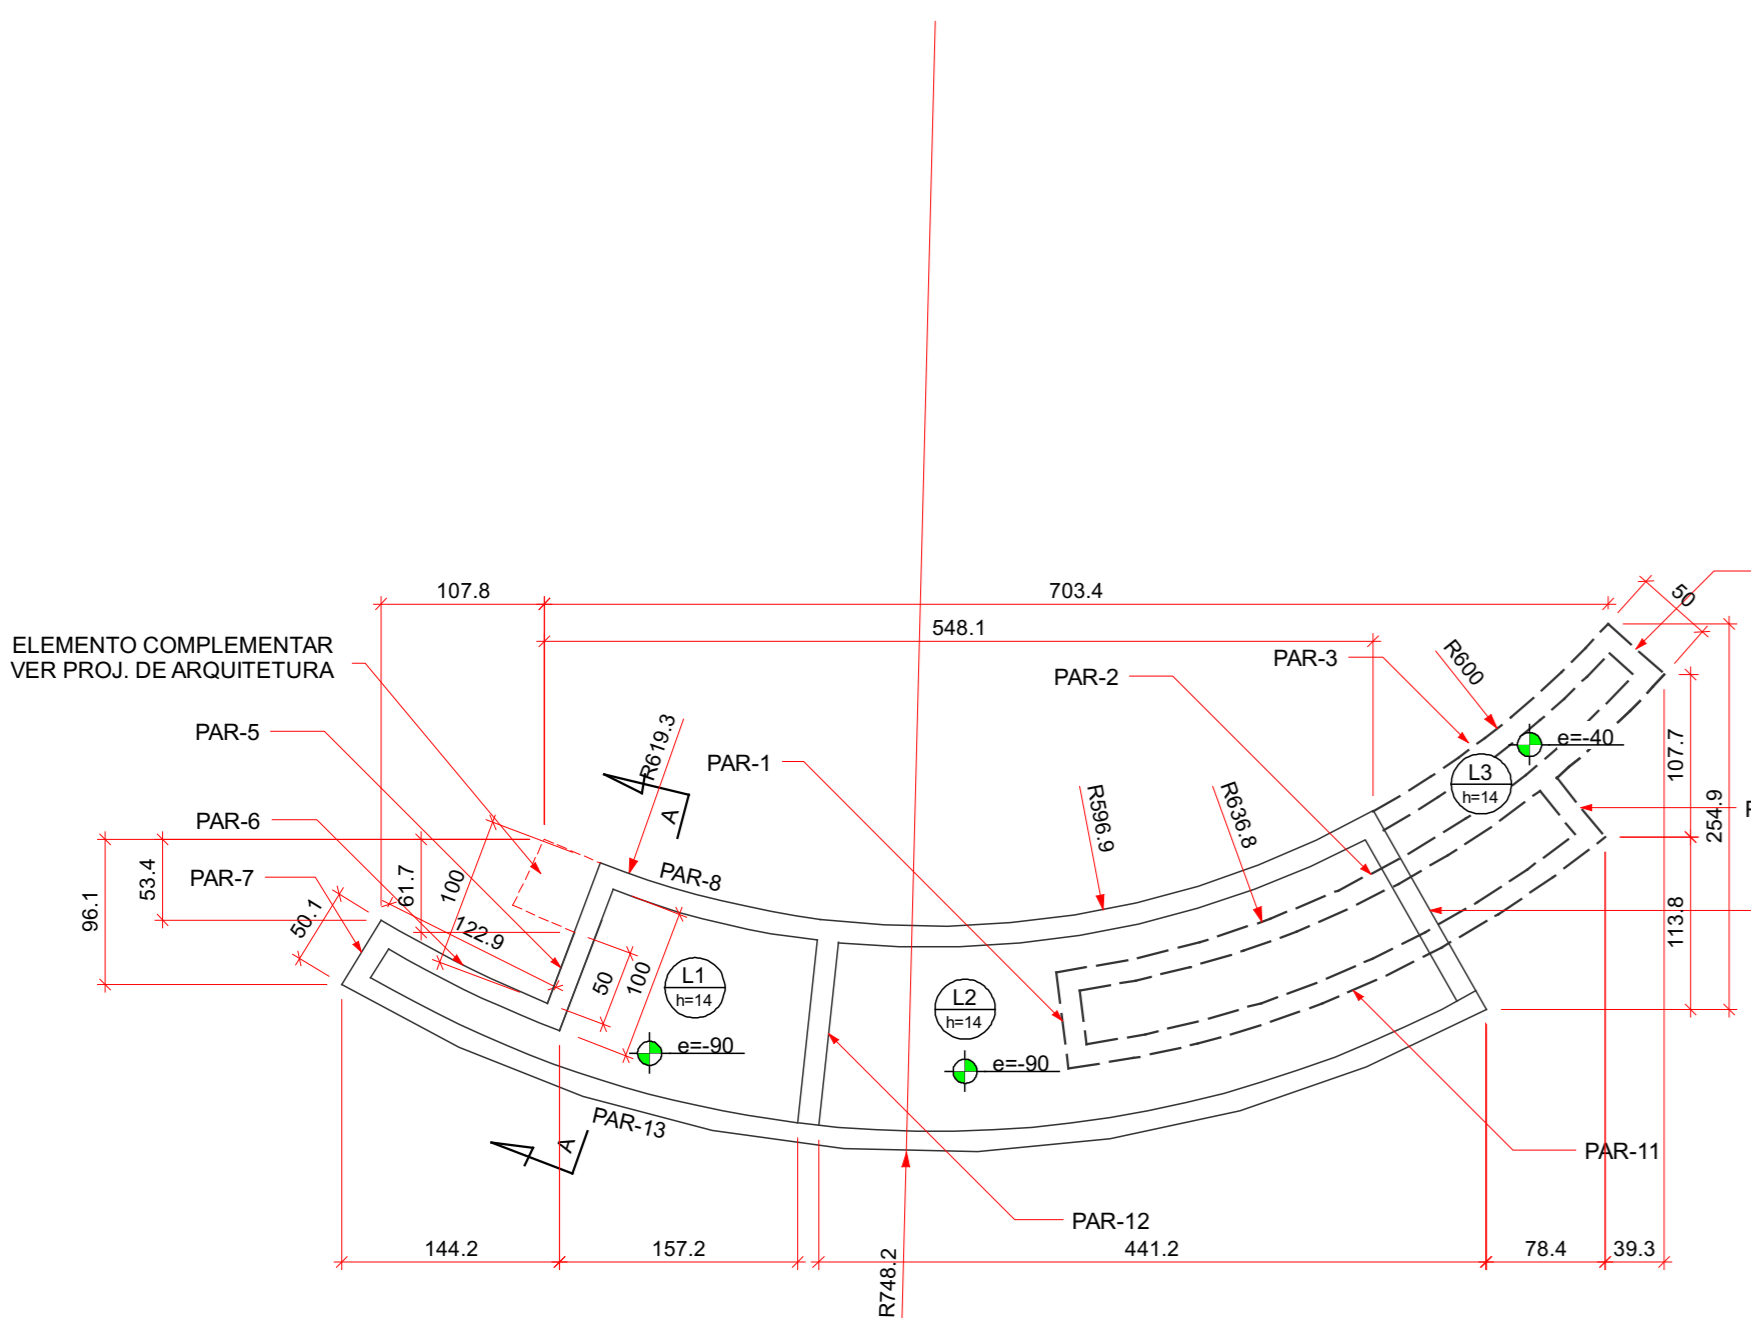 107.8
703.4
50
ELEMENTO COMPLEMENTAR
VER PROJ. DE ARQUITETURA
548.1
PAR-3
R600
PAR-2
PAR-5
R619.3
PAR-1
e=-40
107.7
254.9
L3
h=14
R596.9
R636.8
A
PAR-6
PAR-7
PAR-8
96.1
53.4
61.7
100
50.1
122.9
113.8
50
100
L1
h=14
L2
h=14
e=-90
e=-90
PAR-13
A
PAR-11
PAR-12
144.2
157.2
R748.2
441.2
78.4
39.3